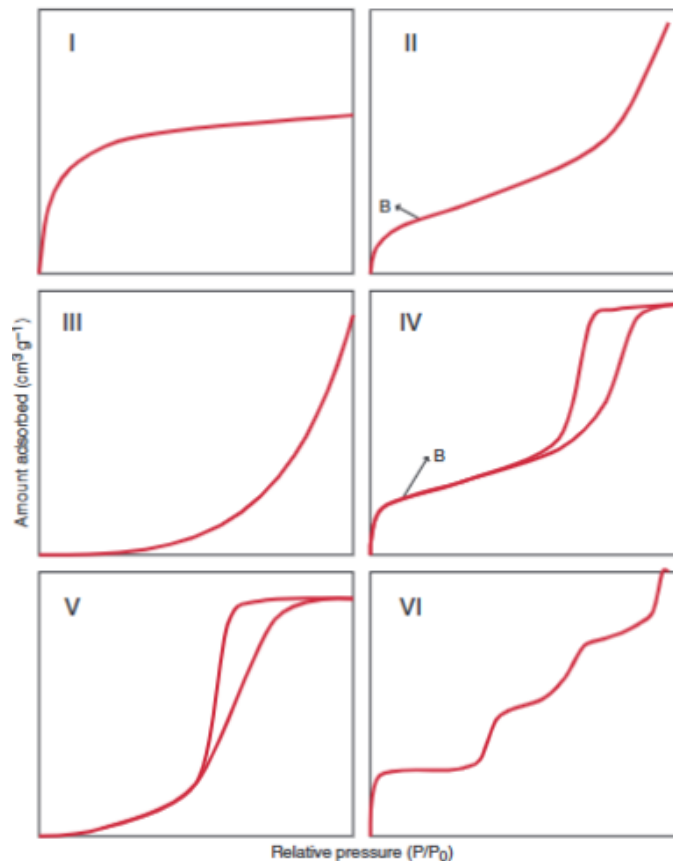 I
II
B
III
IV
B
V
VI
Amount adsorbed (cm³ g⁻¹)
Relative pressure (P/P₀)